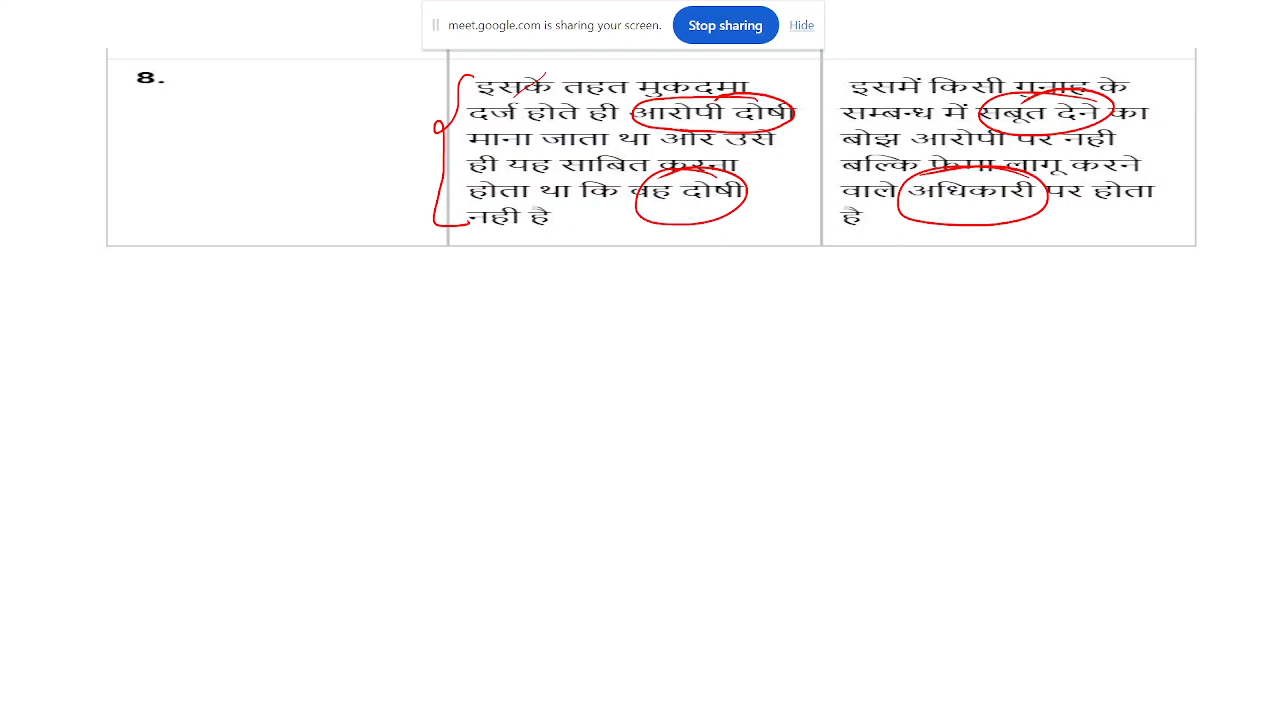 meet.google.com is sharing your screen.
Stop sharing
Hide
8.
इसके तहत मुकदमा
दर्ज होते ही आरोपी दोषी
माना जाता था और उसे
ही यह साबित करना
होता था कि वह दोषी
नही है
इसमें किसी गुनाह के
सम्बन्ध में सबूत देने का
बोझ आरोपी पर नही
बल्कि फेमा लागू करने
वाले अधिकारी पर होता
है